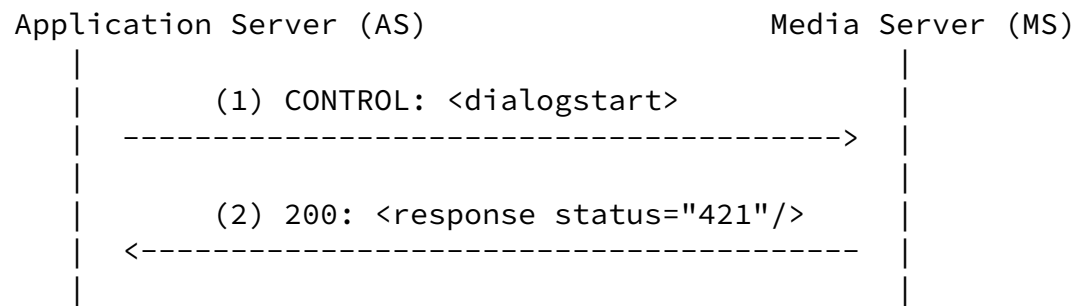 Application Server (AS) Media Server (MS)
(1) CONTROL: <dialogstart>
(2) 200: <response status="421"/>